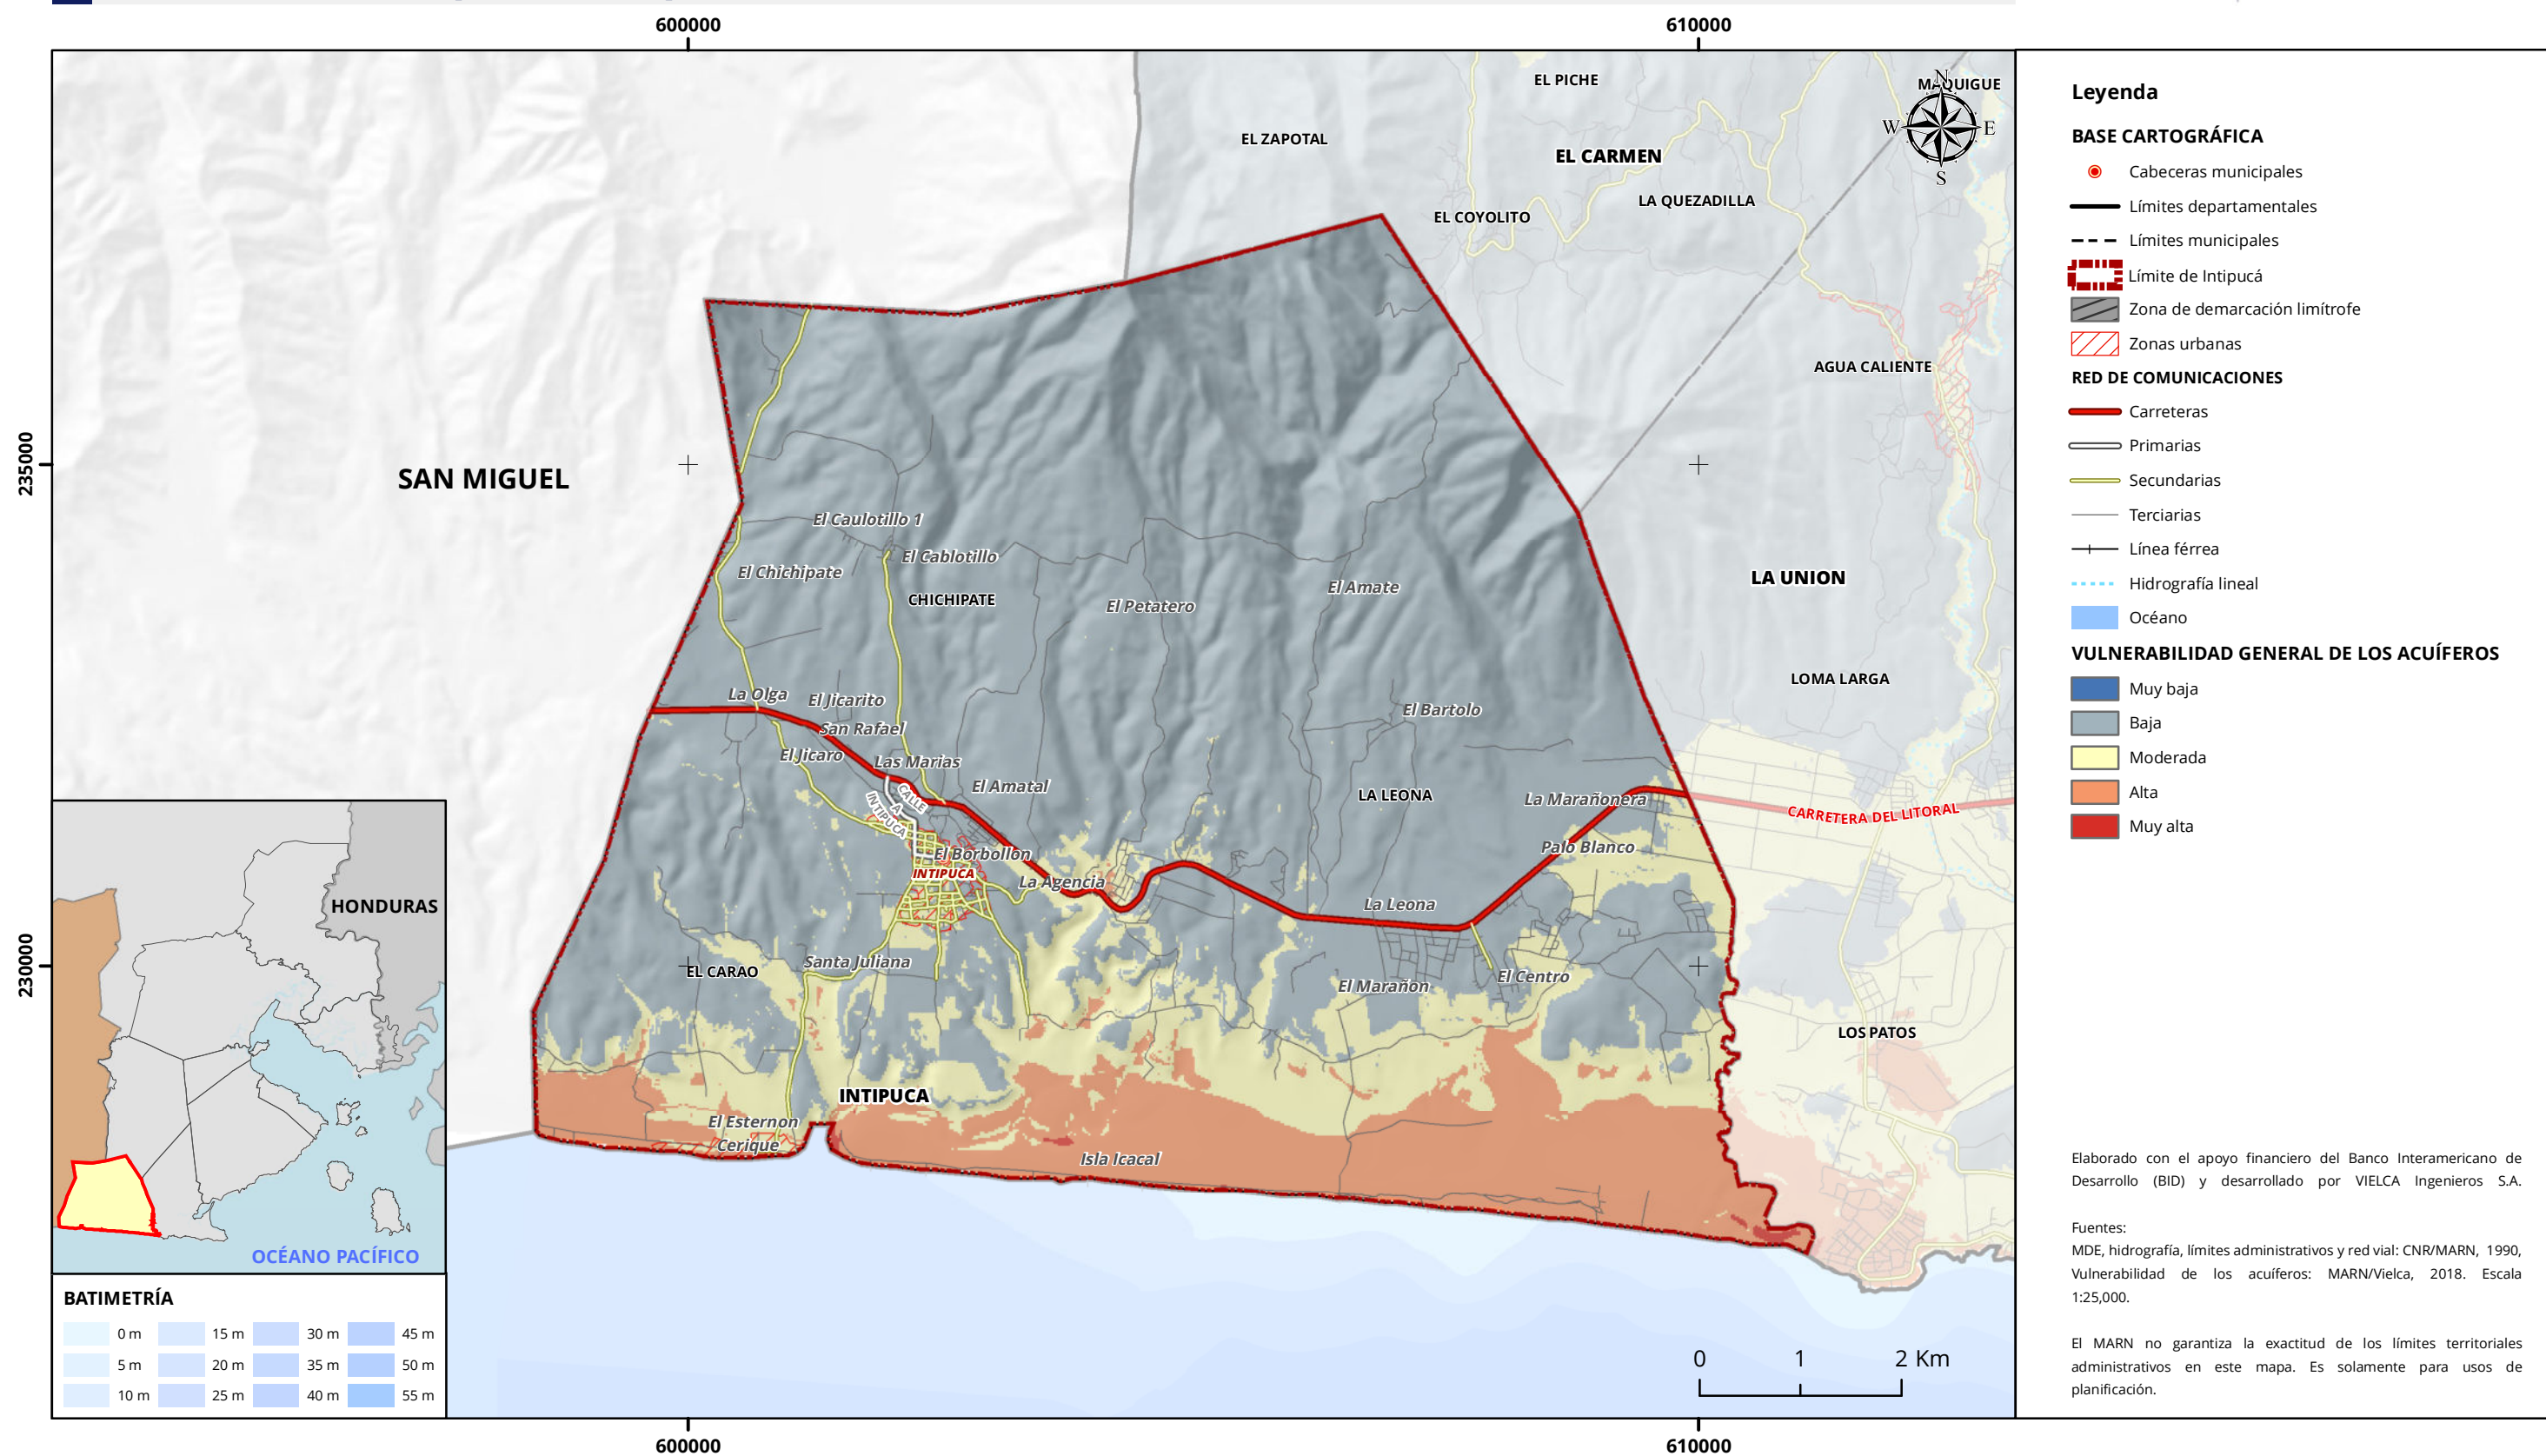 600000
610000
EL PICHE
MAQUIGUE
N
W
E
S
EL ZAPOTAL
EL CARMEN
LA QUEZADILLA
EL COYOLITO
AGUA CALIENTE
235000
SAN MIGUEL
El Caulotillo 1
El Cablotillo
El Chichipate
CHICHIPATE
El Petatero
El Amate
LA UNION
LOMA LARGA
La Olga
El Jicarito
San Rafael
El Jicaro
Las Marias
El Bartolo
El Amatal
LA LEONA
La Marañonera
CARRETERA DEL LITORAL
CALLE
A
INTIPUCA
El Borbollon
INTIPUCA
La Agencia
Palo Blanco
La Leona
230000
EL CARAO
Santa Juliana
El Marañon
El Centro
LOS PATOS
INTIPUCA
El Esternon
Cerique
Isla Icacal
HONDURAS
OCÉANO PACÍFICO
BATIMETRÍA
0 m
15 m
30 m
45 m
5 m
20 m
35 m
50 m
10 m
25 m
40 m
55 m
0
1
2 Km
600000
610000
Leyenda
BASE CARTOGRÁFICA
Cabeceras municipales
Límites departamentales
Límites municipales
Límite de Intipucá
Zona de demarcación limítrofe
Zonas urbanas
RED DE COMUNICACIONES
Carreteras
Primarias
Secundarias
Terciarias
Línea férrea
Hidrografía lineal
Océano
VULNERABILIDAD GENERAL DE LOS ACUÍFEROS
Muy baja
Baja
Moderada
Alta
Muy alta
Elaborado con el apoyo financiero del Banco Interamericano de
Desarrollo (BID) y desarrollado por VIELCA Ingenieros S.A.
Fuentes:
MDE, hidrografía, límites administrativos y red vial: CNR/MARN, 1990,
Vulnerabilidad de los acuíferos: MARN/Vielca, 2018. Escala
1:25,000.
El MARN no garantiza la exactitud de los límites territoriales
administrativos en este mapa. Es solamente para usos de
planificación.